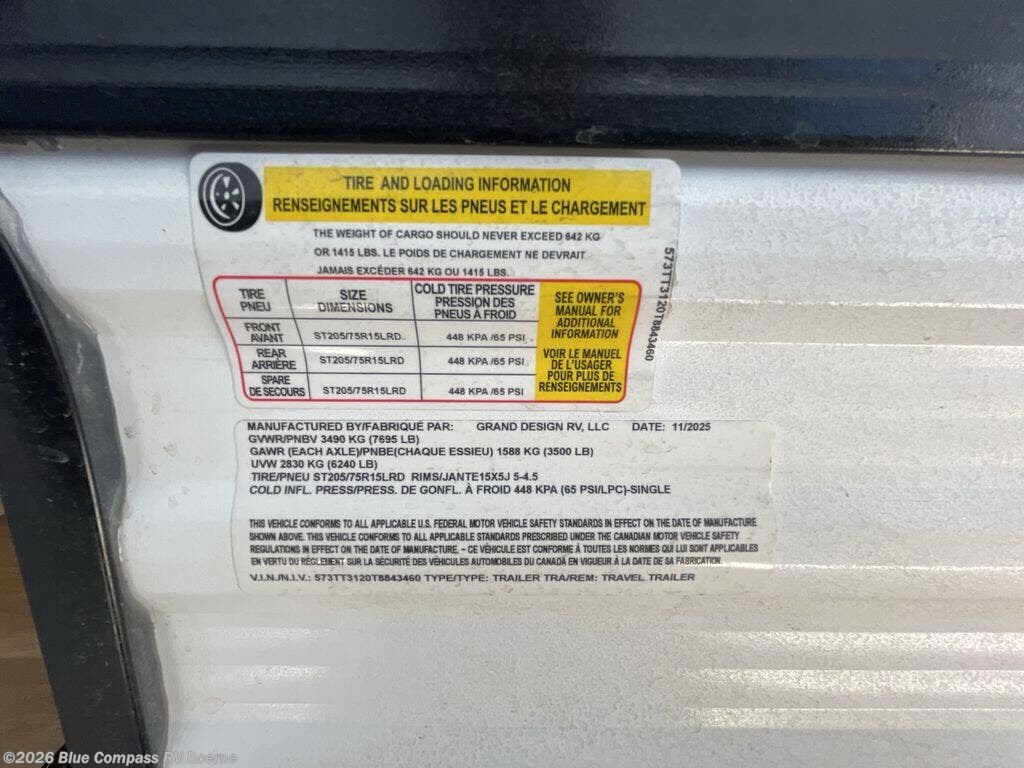 TIRE AND LOADING INFORMATION
RENSEIGNEMENTS SUR LES PNEUS ET LE CHARGEMENT
THE WEIGHT OF CARGO SHOULD NEVER EXCEED 642 KG
OR 1415 LBS. LE POIDS DE CHARGEMENT NE DEVRAIT
JAMAIS EXCÉDER 642 KG OU 1415 LBS.
573TT3120T8843460
TIRE
PNEU
SIZE
DIMENSIONS
COLD TIRE PRESSURE
PRESSION DES
PNEUS À FROID
FRONT
AVANT
ST205/75R15LRD
448 KPA /65 PSI
REAR
ARRIÈRE
ST205/75R15LRD
448 KPA /65 PSI
SPARE
DE SECOURS
ST205/75R15LRD
448 KPA /65 PSI
SEE OWNER'S
MANUAL FOR
ADDITIONAL
INFORMATION
VOIR LE MANUEL
DE L'USAGER
POUR PLUS DE
RENSEIGNEMENTS
MANUFACTURED BY/FABRIQUÉ PAR: GRAND DESIGN RV, LLC DATE: 11/2025
GVWR/PNBV 3490 KG (7695 LB)
GAWR (EACH AXLE)/PNBE(CHAQUE ESSIEU) 1588 KG (3500 LB)
UVW 2830 KG (6240 LB)
TIRE/PNEU ST205/75R15LRD RIMS/JANTE15X5J 5-4.5
COLD INFL. PRESS/PRESS. DE GONFL. À FROID 448 KPA (65 PSI/LPC)-SINGLE
THIS VEHICLE CONFORMS TO ALL APPLICABLE U.S. FEDERAL MOTOR VEHICLE SAFETY STANDARDS IN EFFECT ON THE DATE OF MANUFACTURE
SHOWN ABOVE. THIS VEHICLE CONFORMS TO ALL APPLICABLE STANDARDS PRESCRIBED UNDER THE CANADIAN MOTOR VEHICLE SAFETY
REGULATIONS IN EFFECT ON THE DATE OF MANUFACTURE. ~ CE VÉHICULE EST CONFORME À TOUTES LES NORMES QUI LUI SONT APPLICABLES
EN VERTU DU RÈGLEMENT SUR LA SÉCURITÉ DES VÉHICULES AUTOMOBILES DU CANADA EN VIGUEUR À LA DATE DE SA FABRICATION.
V.I.N./N.I.V.: 573TT3120T8843460 TYPE/TYPE: TRAILER TRA/REM: TRAVEL TRAILER
©2026 Blue Compass RV Boerne